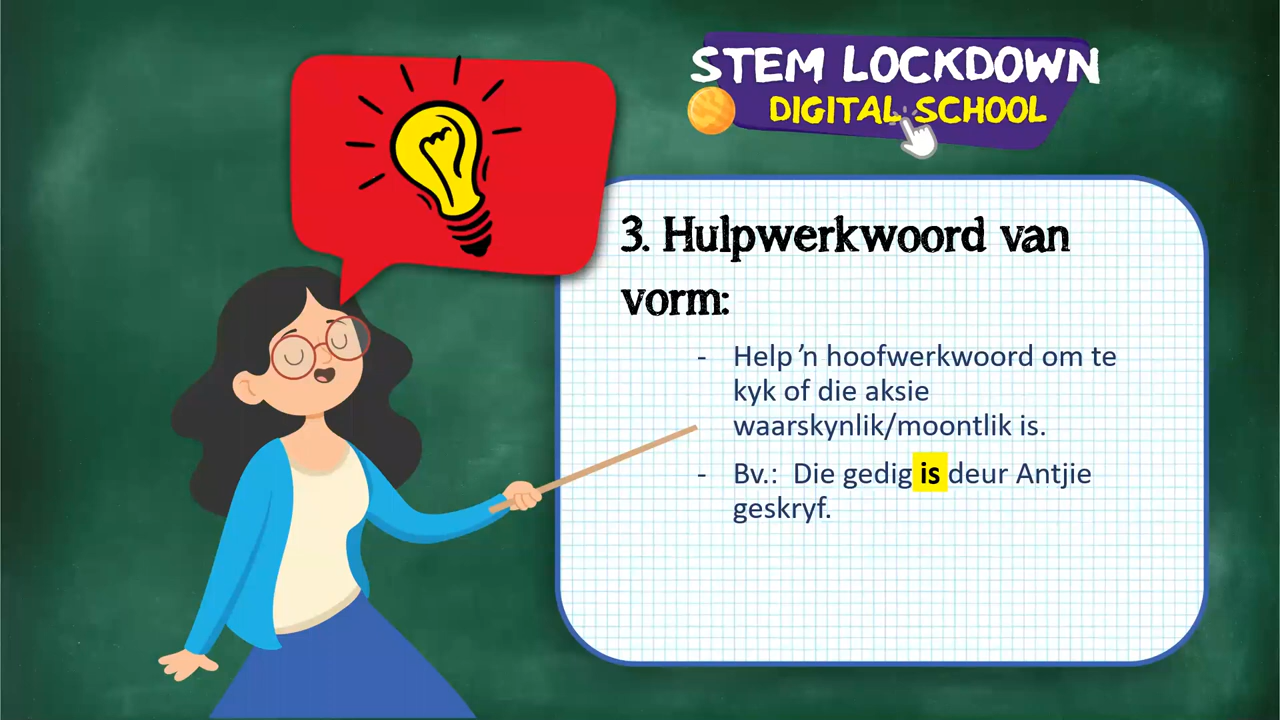 STEM LOCKDOWN
DIGITAL SCHOOL
3. Hulpwerkwoord van
vorm:
- Help 'n hoofwerkwoord om te
kyk of die aksie
waarskynlik/moontlik is.
- Bv.: Die gedig is deur Antjie
geskryf.